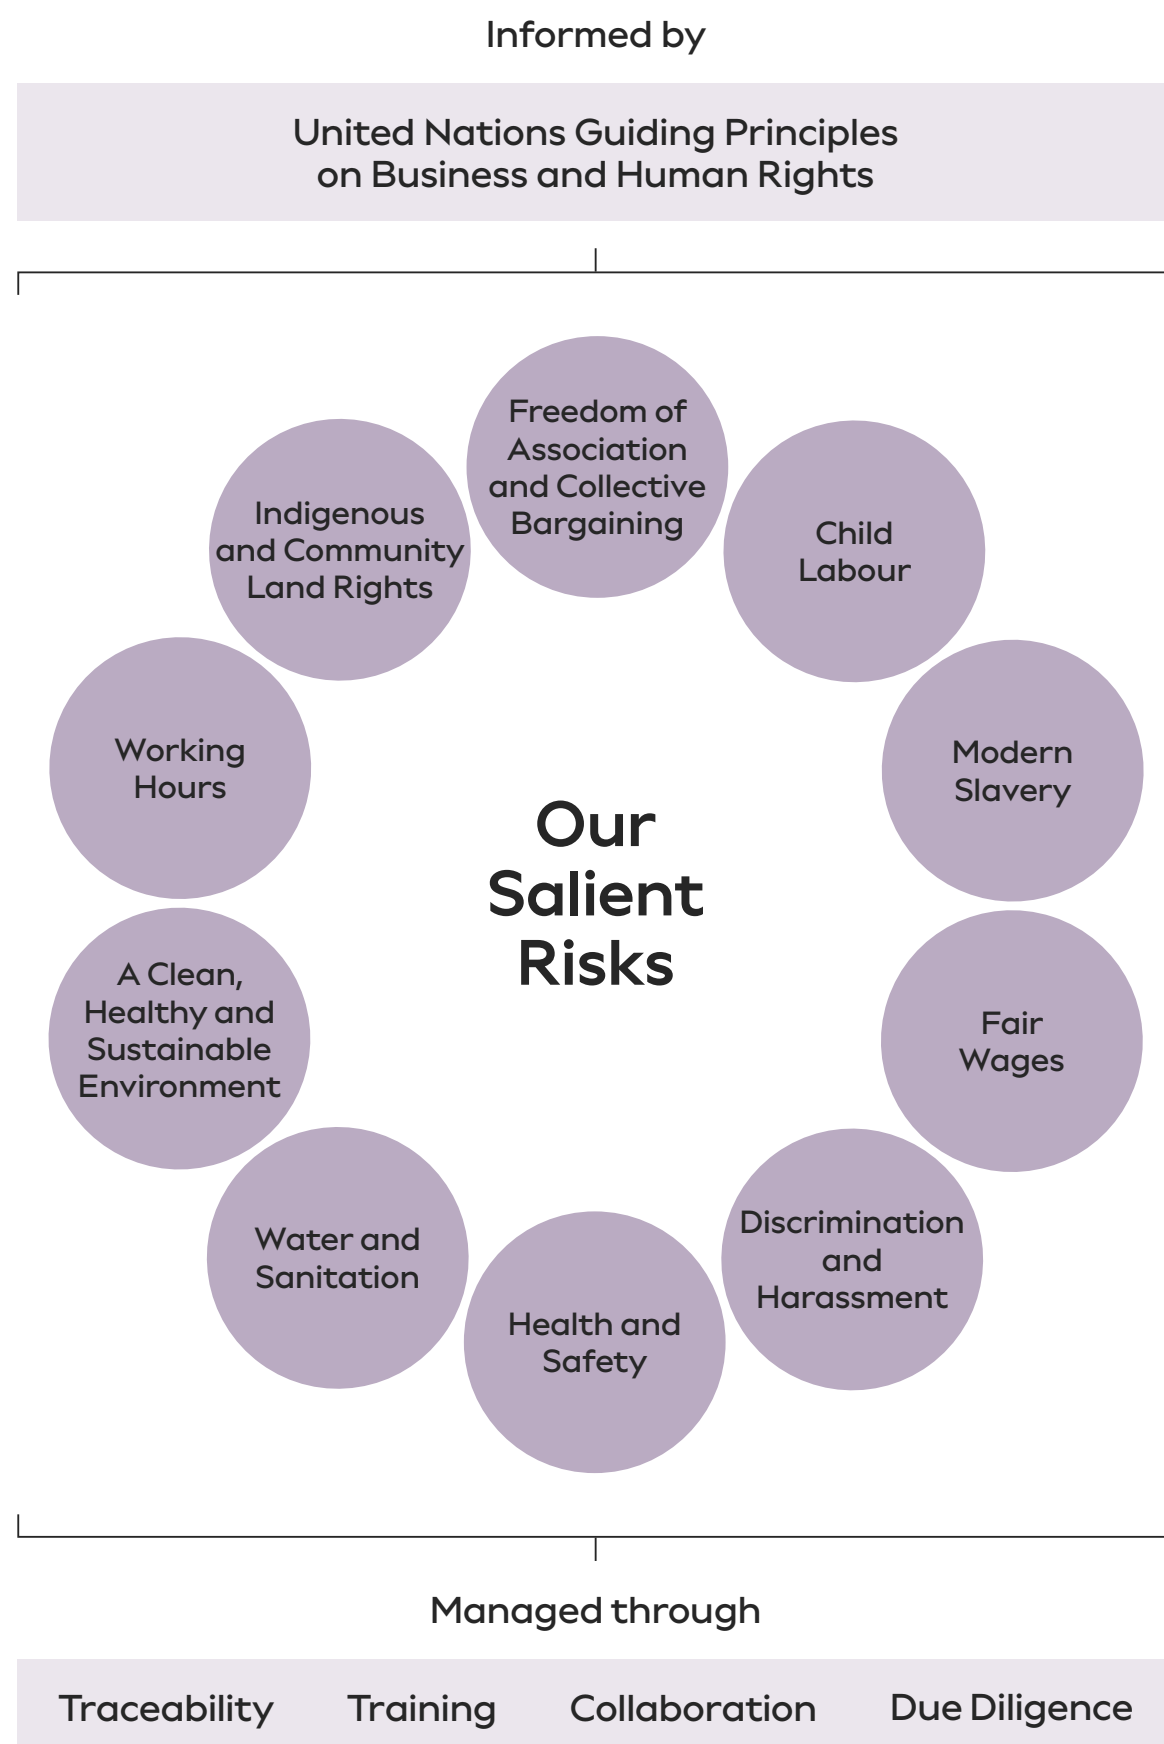 Informed by
United Nations Guiding Principles
on Business and Human Rights
Freedom of
Association
and Collective
Bargaining
Child
Labour
Modern
Slavery
Fair
Wages
Discrimination
and
Harassment
Health and
Safety
Water and
Sanitation
A Clean,
Healthy and
Sustainable
Environment
Working
Hours
Indigenous
and Community
Land Rights
Our
Salient
Risks
Managed through
Traceability Training Collaboration Due Diligence